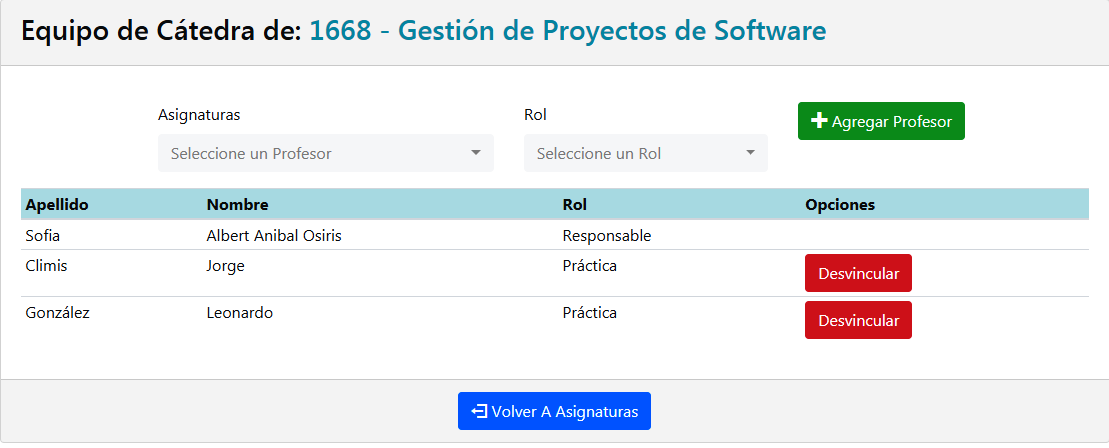 Equipo de Cátedra de: 1668 - Gestión de Proyectos de Software
Asignaturas
Rol
Agregar Profesor
Seleccione un Profesor
Seleccione un Rol
Apellido Nombre Rol Opciones
Sofia Albert Anibal Osiris Responsable
Climis Jorge Práctica Desvincular
González Leonardo Práctica Desvincular
Volver A Asignaturas